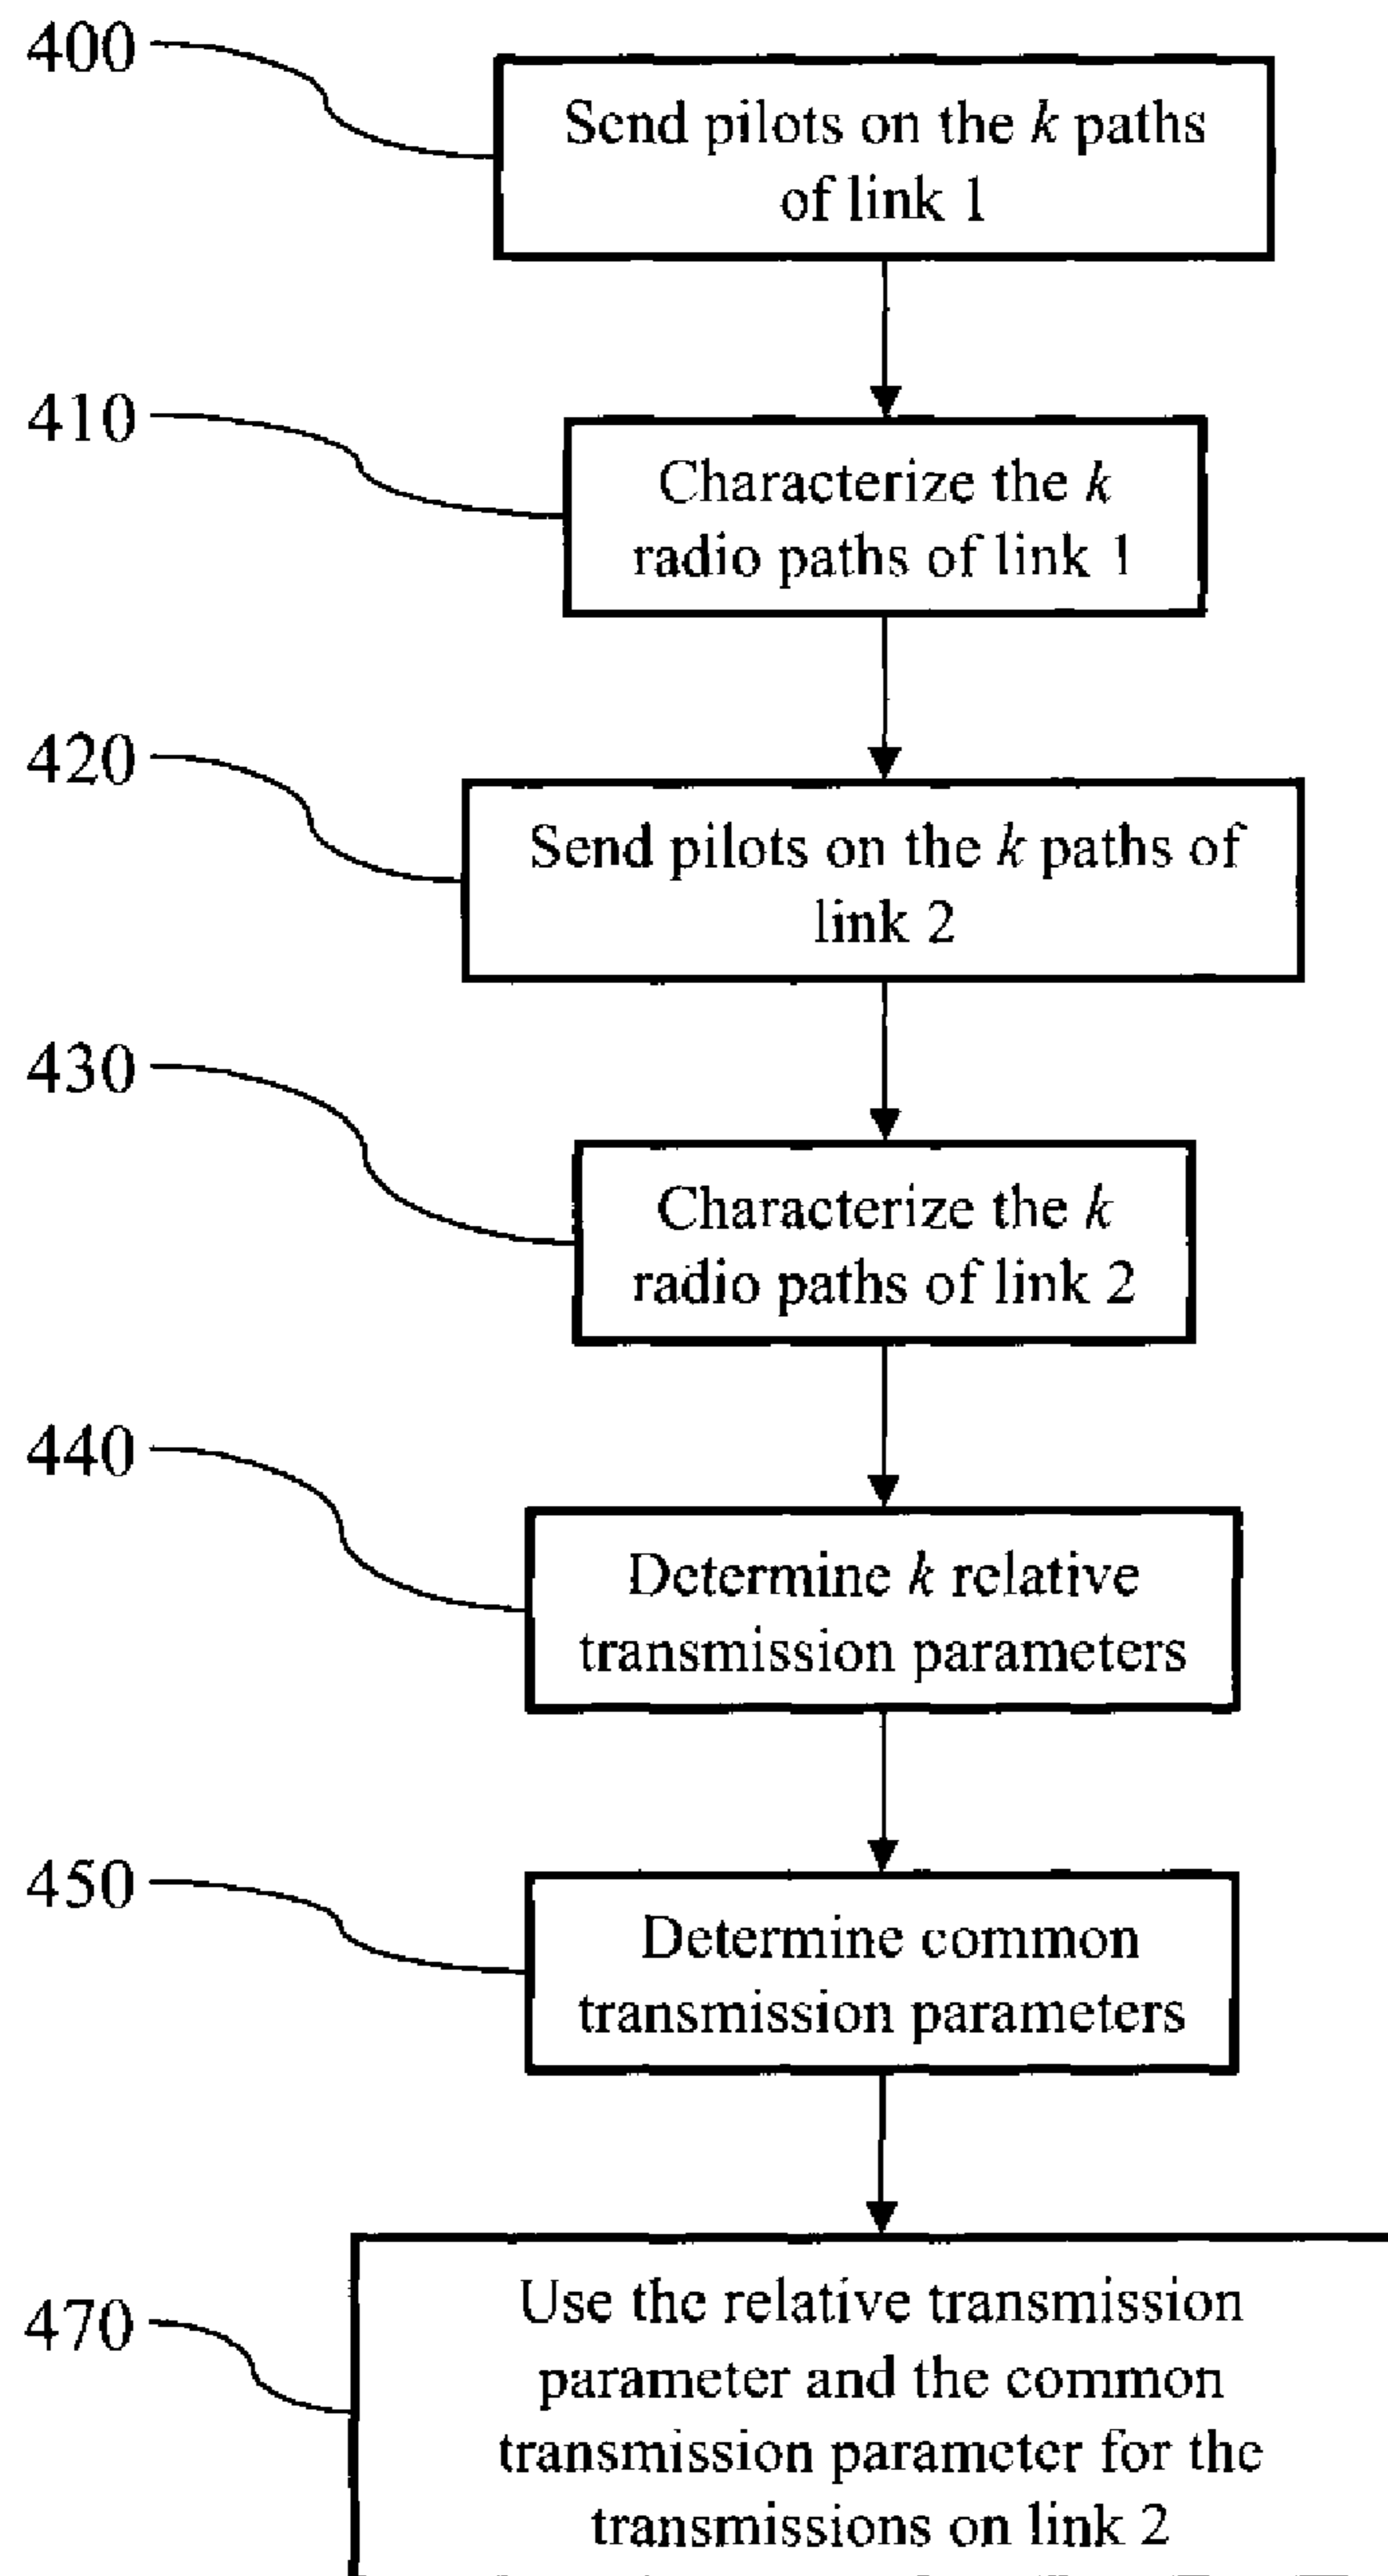 400
Send pilots on the k paths
of link 1
410
Characterize the k
radio paths of link 1
420
Send pilots on the k paths of
link 2
430
Characterize the k
radio paths of link 2
440
Determine k relative
transmission parameters
450
Determine common
transmission parameters
470
Use the relative transmission
parameter and the common
transmission parameter for the
transmissions on link 2